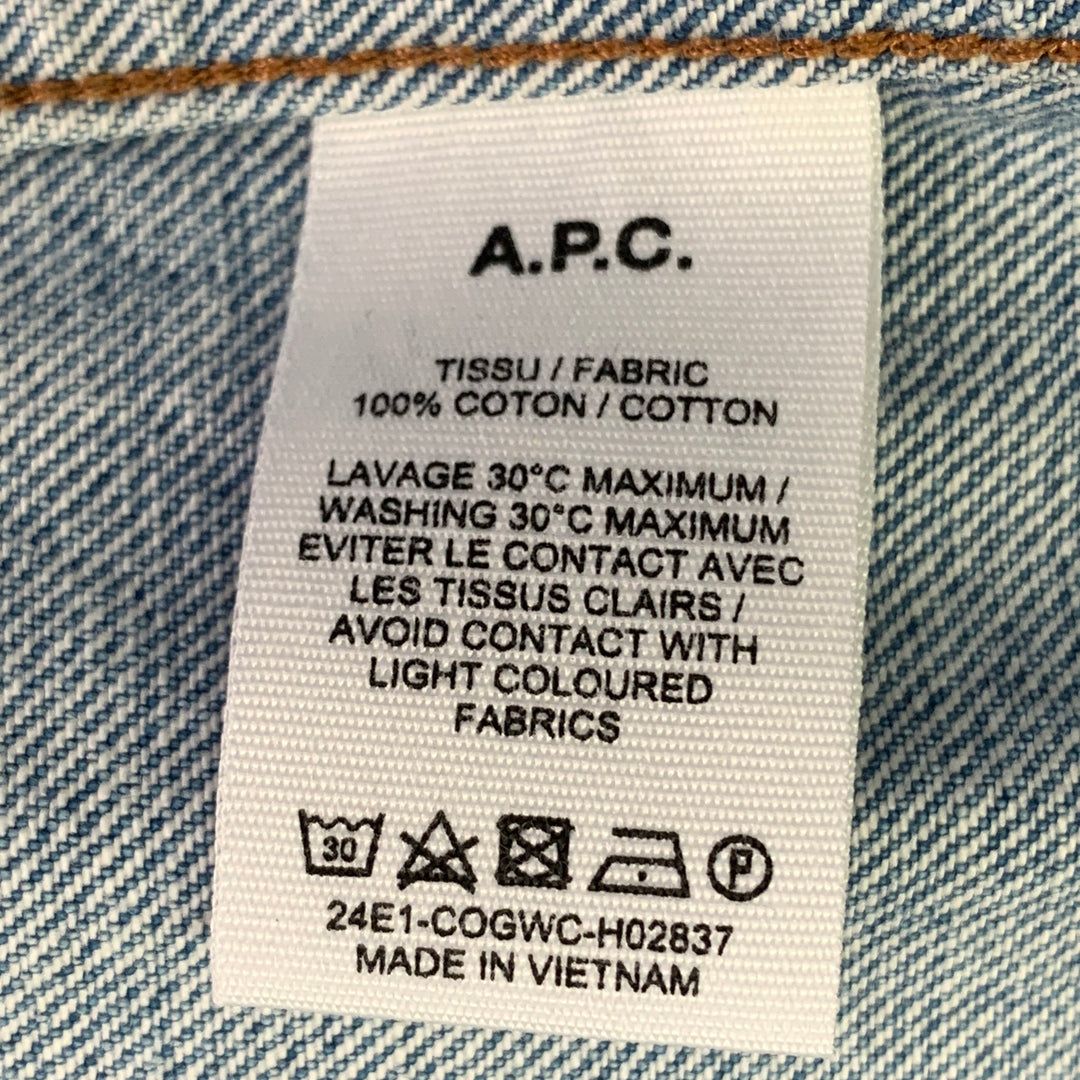 A.P.C.
TISSU / FABRIC
100% COTON / COTTON
LAVAGE 30°C MAXIMUM /
WASHING 30°C MAXIMUM
EVITER LE CONTACT AVEC
LES TISSUS CLAIRS /
AVOID CONTACT WITH
LIGHT COLOURED
FABRICS
30 P
24E1-COGWC-H02837
MADE IN VIETNAM